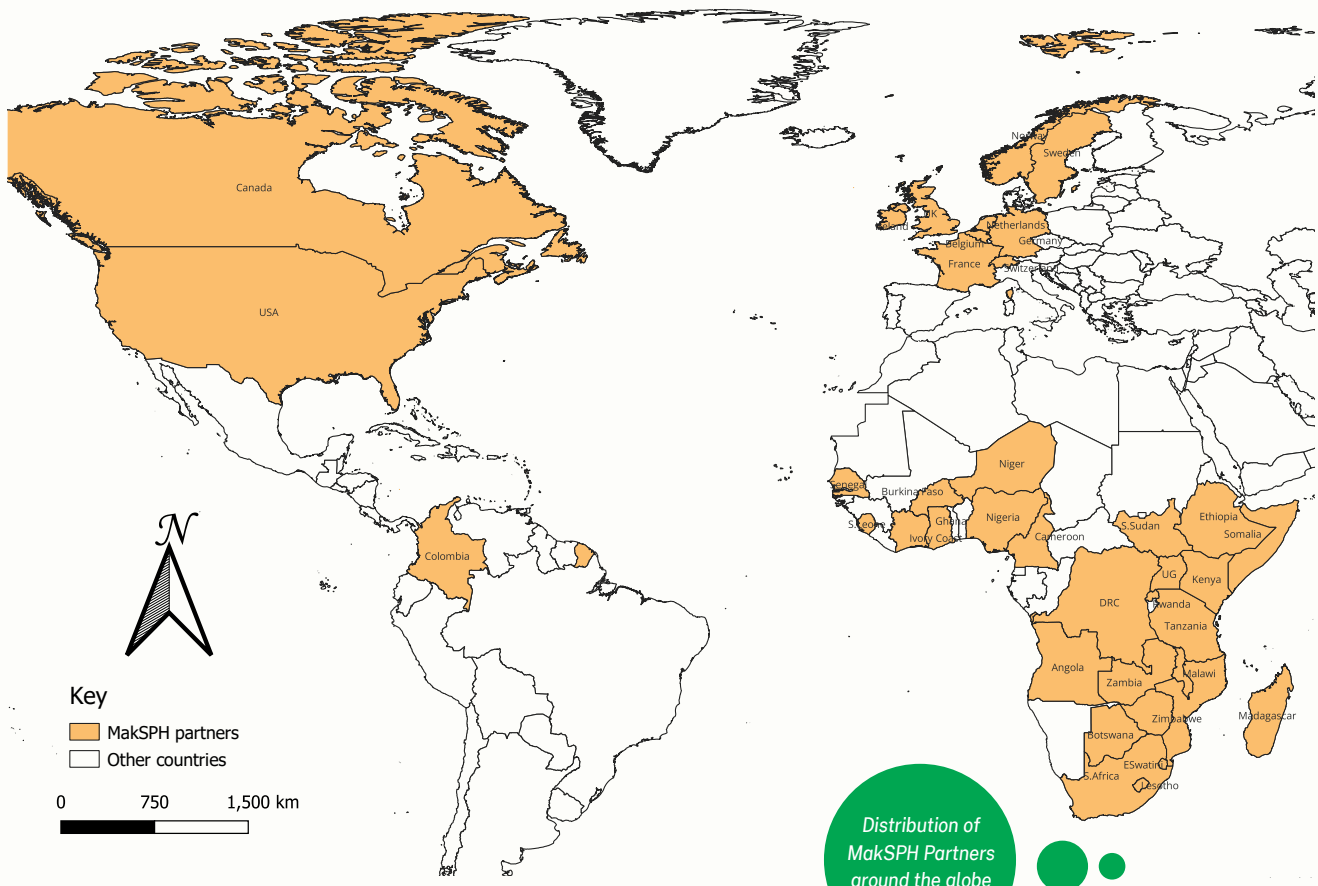 Canada
USA
Colombia
Norway
Sweden
UK
Ireland
Netherlands
Belgium
Germany
France
Switzerland
Niger
Senegal
Burkina Faso
S.Leone
Ivory Coast
Ghana
Nigeria
Cameroon
S.Sudan
Ethiopia
Somalia
UG
Kenya
DRC
Rwanda
Tanzania
Angola
Zambia
Malawi
Zimbabwe
Madagascar
Botswana
ESwatini
S.Africa
Lesotho
N
Key
MakSPH partners
Other countries
0 750 1,500 km
Distribution of
MakSPH Partners
around the globe